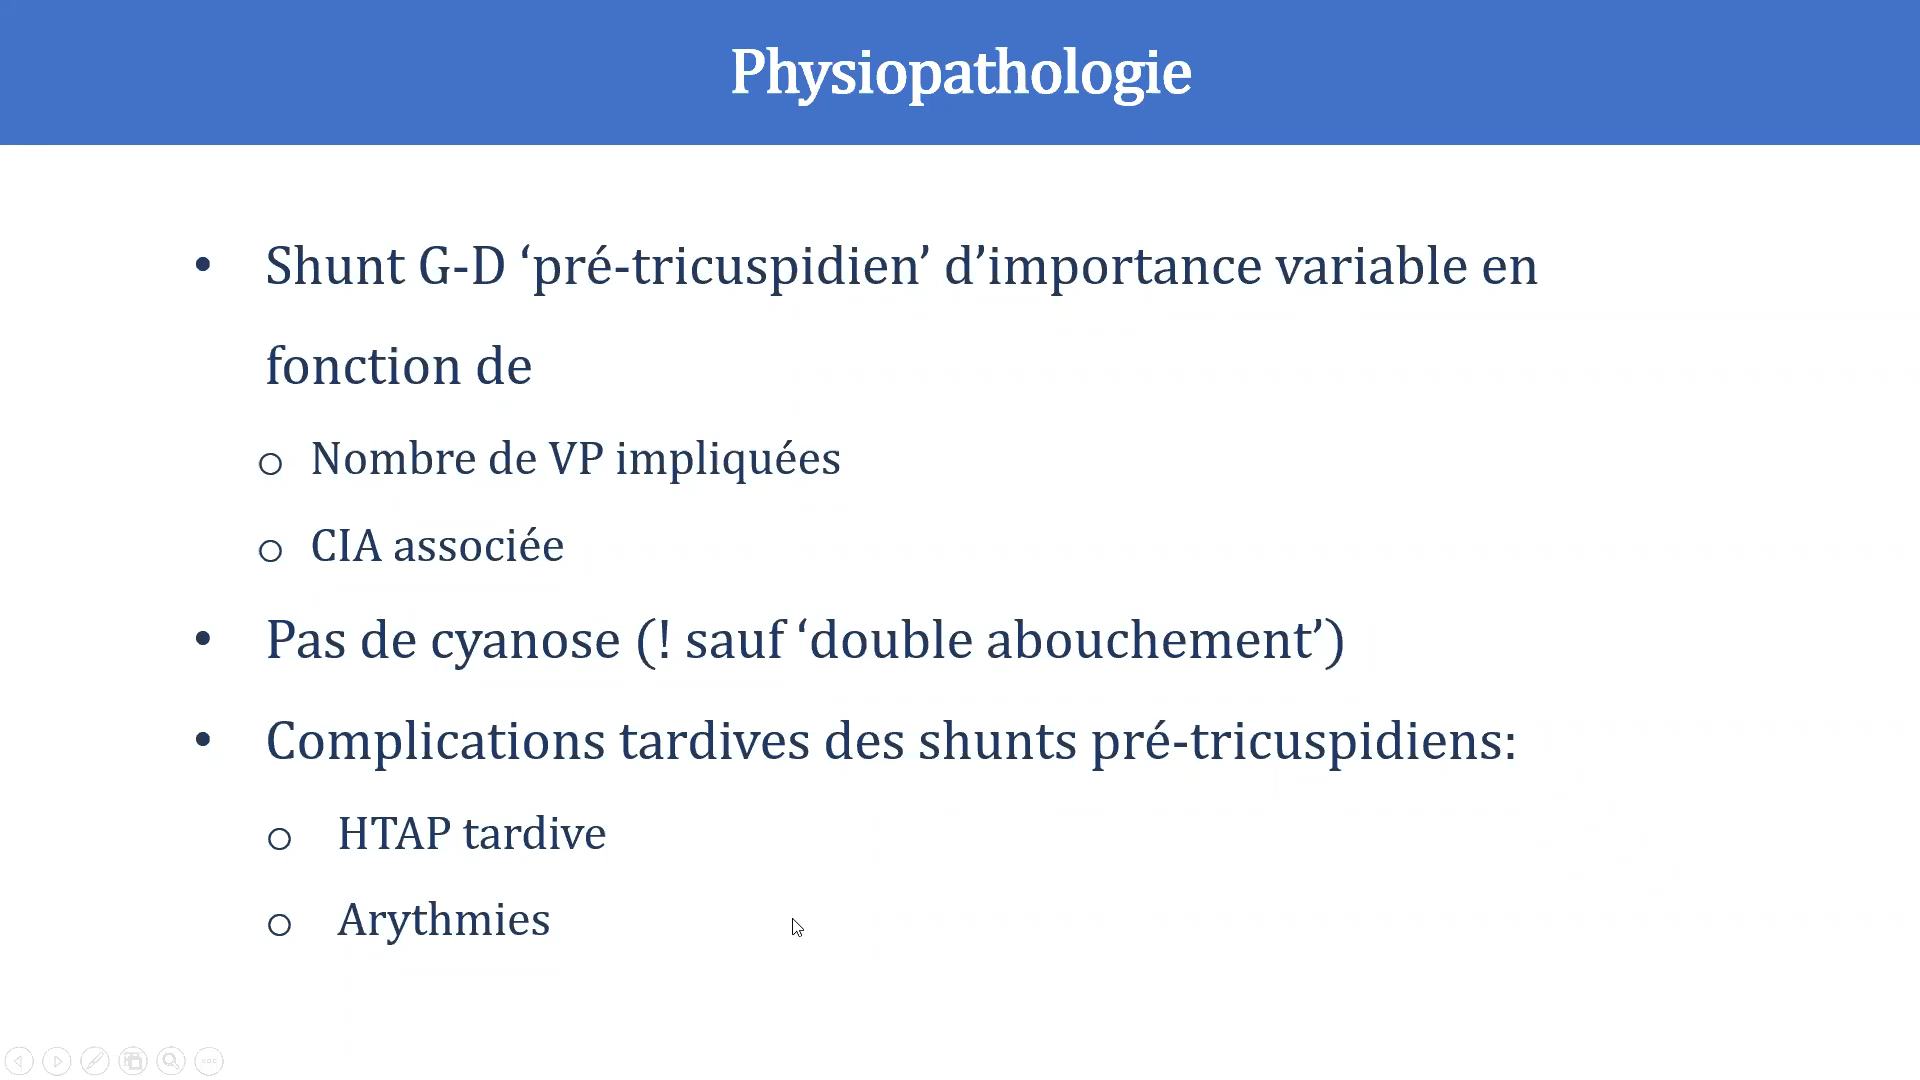 Physiopathologie
• Shunt G-D ‘pré-tricuspidien’ d’importance variable en
fonction de
o Nombre de VP impliquées
o CIA associée
• Pas de cyanose (! sauf ‘double abouchement’)
• Complications tardives des shunts pré-tricuspidiens:
o HTAP tardive
o Arythmies